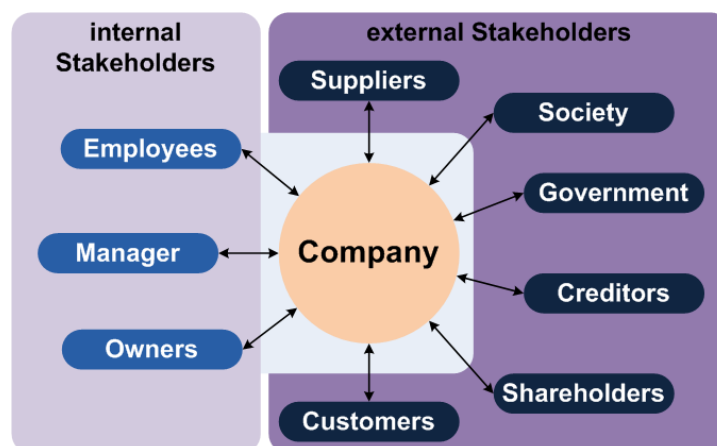 internal
Stakeholders
external Stakeholders
Employees
Manager
Owners
Company
Suppliers
Society
Government
Creditors
Shareholders
Customers